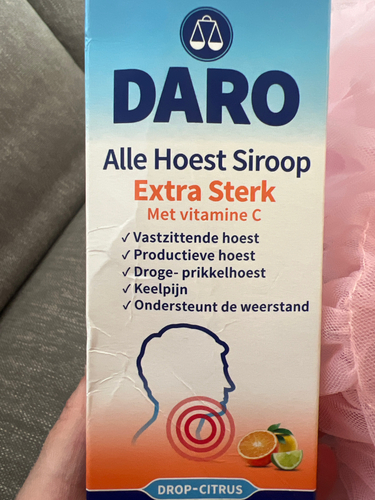 DARO
Alle Hoest Siroop
Extra Sterk
Met vitamine C
✓ Vastzittende hoest
✓ Productieve hoest
✓ Droge- prikkelhoest
✓ Keelpijn
✓ Ondersteunt de weerstand
DROP-CITRUS